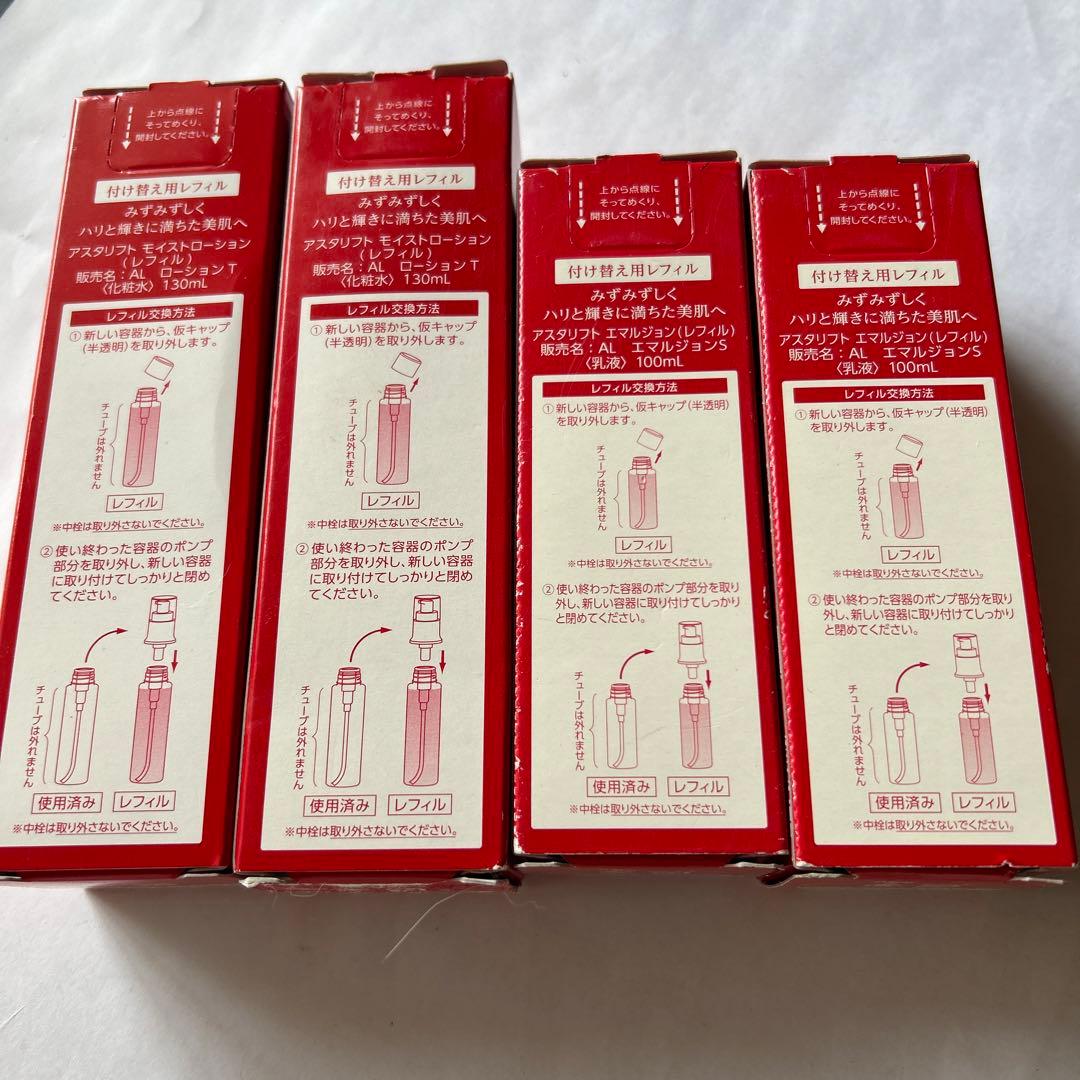 上から点線に
そってめくり、
開封してください。
付け替え用レフィル
みずみずしく
ハリと輝きに満ちた美肌へ
アスタリフト モイストローション
（レフィル）
販売名：AL ローションT
〈化粧水〉130mL
レフィル交換方法
①新しい容器から、仮キャップ
(半透明)を取り外します。
チューブは外れません
レフィル
※中栓は取り外さないでください。
②使い終わった容器のポンプ
部分を取り外し、新しい容器
に取り付けてしっかりと閉め
てください。
チューブは外れません
使用済み
レフィル
※中栓は取り外さないでください。
上から点線に
そってめくり、
開封してください。
付け替え用レフィル
みずみずしく
ハリと輝きに満ちた美肌へ
アスタリフト モイストローション
（レフィル）
販売名：AL ローションT
〈化粧水〉130mL
レフィル交換方法
①新しい容器から、仮キャップ
(半透明)を取り外します。
チューブは外れません
レフィル
※中栓は取り外さないでください。
②使い終わった容器のポンプ
部分を取り外し、新しい容器
に取り付けてしっかりと閉め
てください。
チューブは外れません
使用済み
レフィル
※中栓は取り外さないでください。
上から点線に
そってめくり、
開封してください。
付け替え用レフィル
みずみずしく
ハリと輝きに満ちた美肌へ
アスタリフト エマルジョン(レフィル)
販売名：AL エマルジョンS
〈乳液〉100mL
レフィル交換方法
①新しい容器から、仮キャップ(半透明)
を取り外します。
チューブは外れません
レフィル
※中栓は取り外さないでください。
②使い終わった容器のポンプ部分を取り
外し、新しい容器に取り付けてしっかり
と閉めてください。
チューブは外れません
使用済み
レフィル
※中栓は取り外さないでください。
上から点線に
そってめくり、
開封してください。
付け替え用レフィル
みずみずしく
ハリと輝きに満ちた美肌へ
アスタリフト エマルジョン(レフィル)
販売名：AL エマルジョンS
〈乳液〉100mL
レフィル交換方法
①新しい容器から、仮キャップ(半透明)
を取り外します。
チューブは外れません
レフィル
※中栓は取り外さないでください。
②使い終わった容器のポンプ部分を取り
外し、新しい容器に取り付けてしっかり
と閉めてください。
チューブは外れません
使用済み
レフィル
※中栓は取り外さないでください。